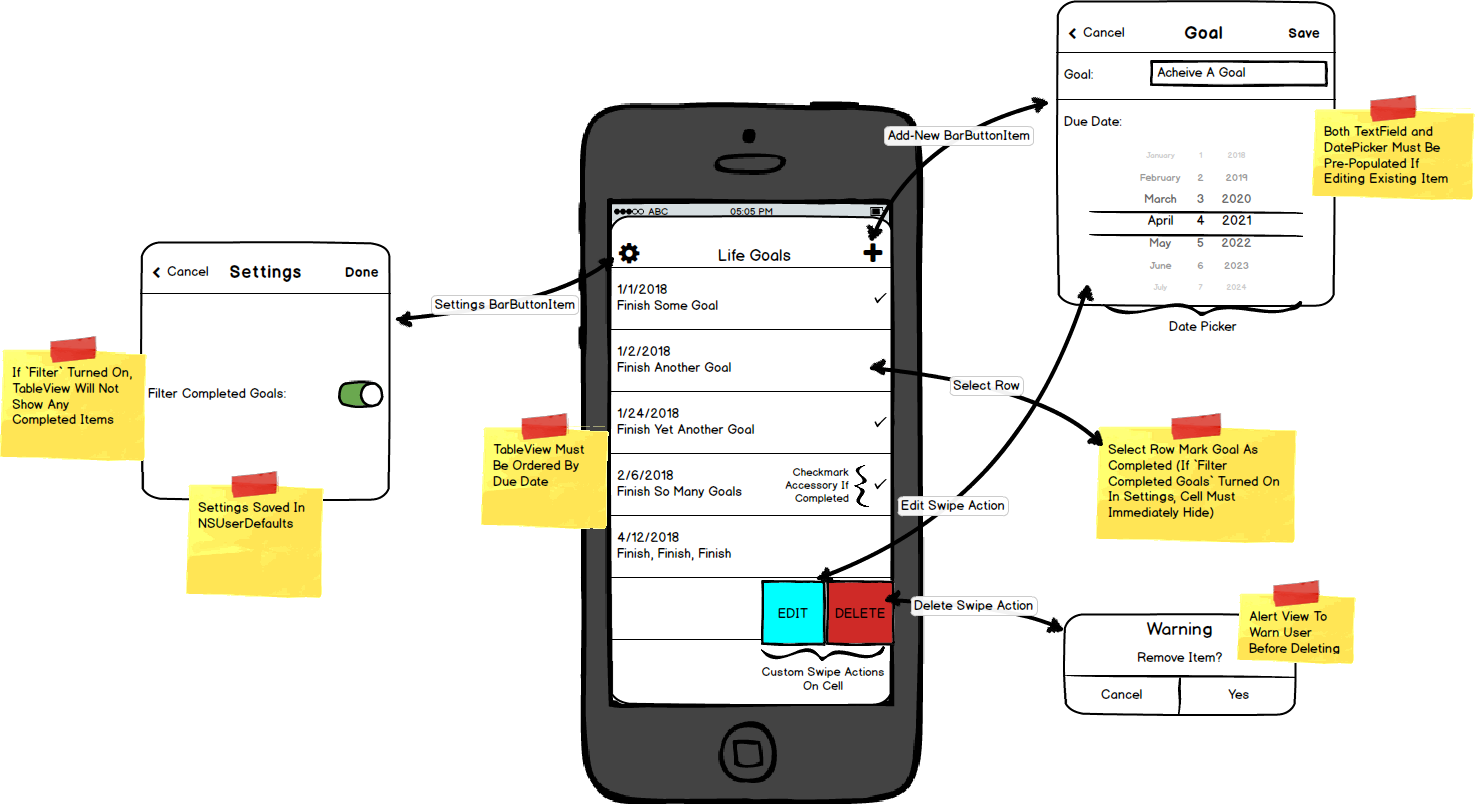 Cancel Goal Save
Goal: Acheive A Goal
Due Date:
January 1 2018
February 2 2019
March 3 2020
April 4 2021
May 5 2022
June 6 2023
July 7 2024
Date Picker
Both TextField and
DatePicker Must Be
Pre-Populated If
Editing Existing Item
Add-New BarButtonItem
ABC 05:05 PM
Life Goals
1/1/2018
Finish Some Goal
1/2/2018
Finish Another Goal
1/24/2018
Finish Yet Another Goal
2/6/2018
Finish So Many Goals
Checkmark
Accessory If
Completed
4/12/2018
Finish, Finish, Finish
EDIT DELETE
Custom Swipe Actions
On Cell
Cancel Settings Done
Filter Completed Goals:
Settings BarButtonItem
If `Filter` Turned On,
TableView Will Not
Show Any
Completed Items
Settings Saved In
NSUserDefaults
TableView Must
Be Ordered By
Due Date
Select Row
Select Row Mark Goal As
Completed (If `Filter
Completed Goals` Turned On
In Settings, Cell Must
Immediately Hide)
Edit Swipe Action
Delete Swipe Action
Warning
Remove Item?
Cancel Yes
Alert View To
Warn User
Before Deleting